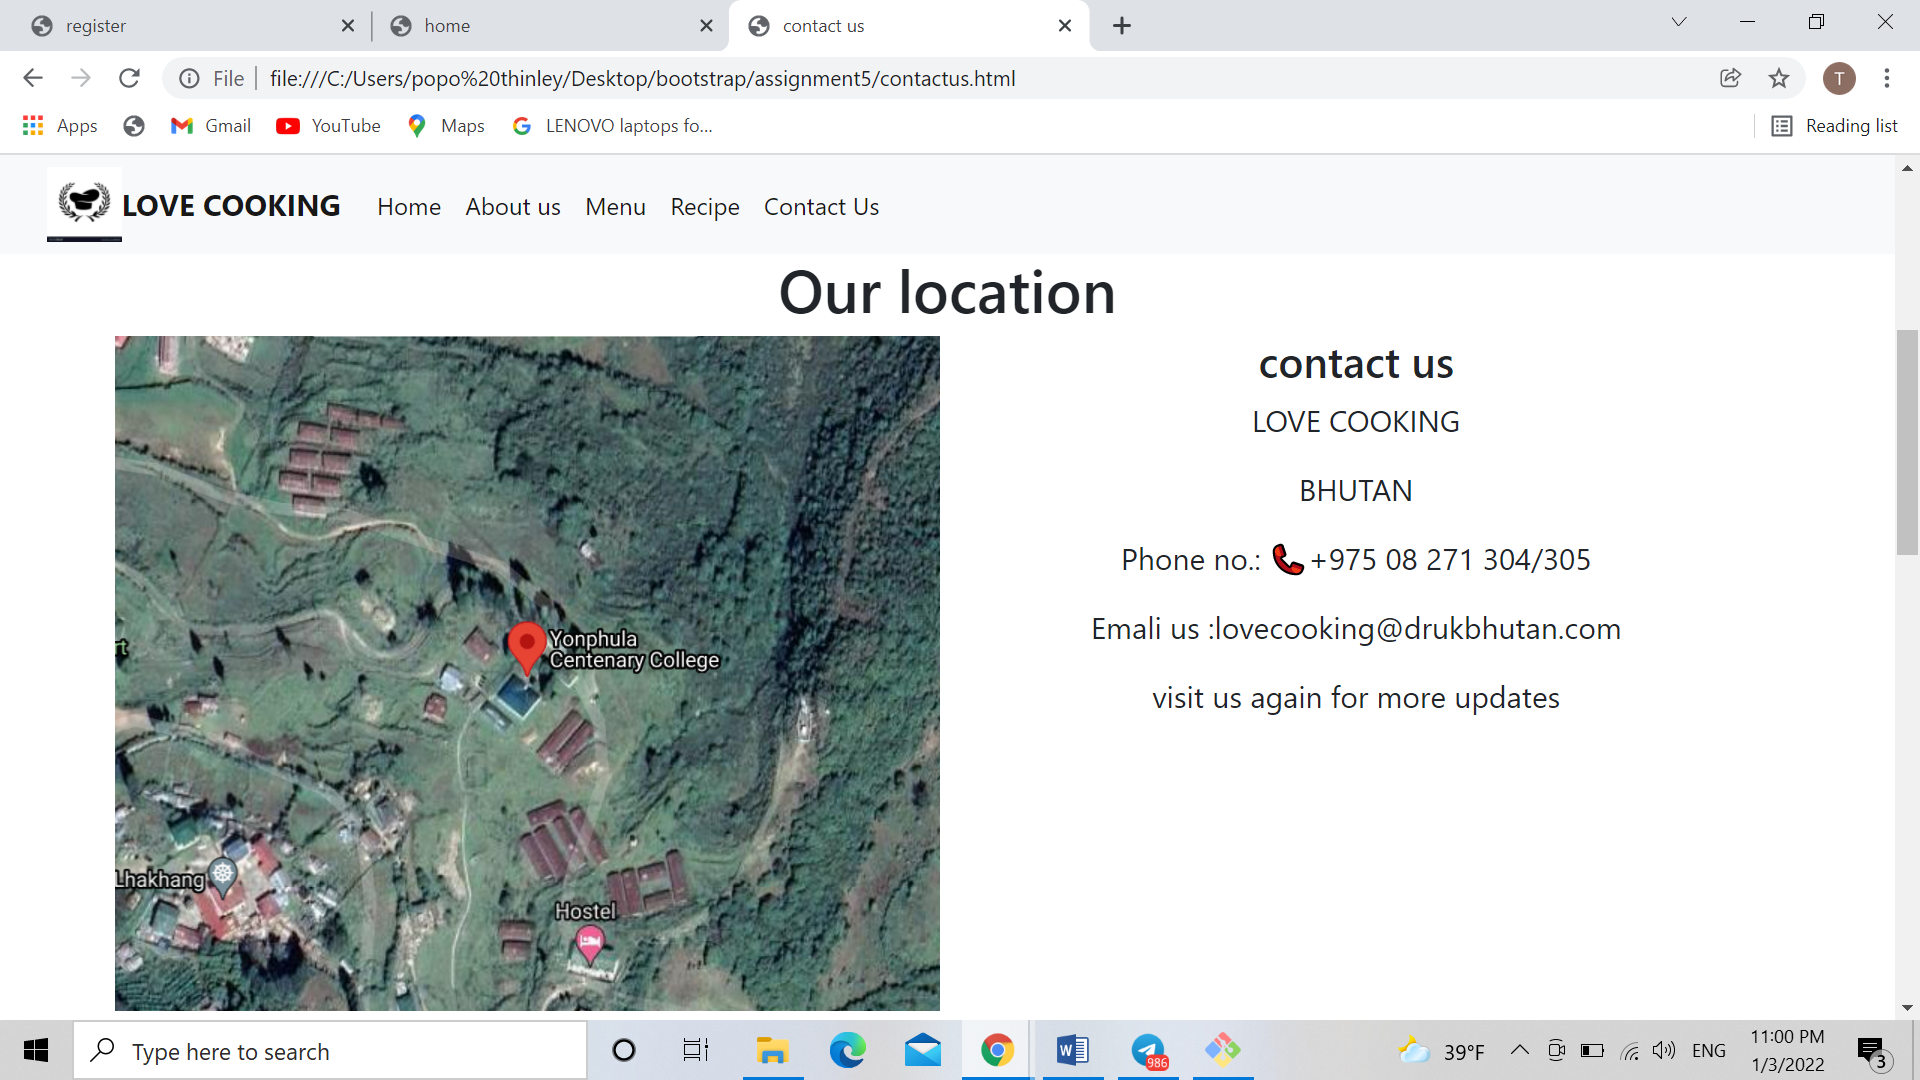 register
home
contact us
File
file:///C:/Users/popo%20thinley/Desktop/bootstrap/assignment5/contactus.html
T
Apps
Gmail
YouTube
Maps
LENOVO laptops fo...
Reading list
LOVE COOKING
Home
About us
Menu
Recipe
Contact Us
Our location
Yonphula
Centenary College
rt
Lhakhang
Hostel
contact us
LOVE COOKING
BHUTAN
Phone no.: +975 08 271 304/305
Emali us :lovecooking@drukbhutan.com
visit us again for more updates
Type here to search
986
39°F
ENG
11:00 PM
1/3/2022
3